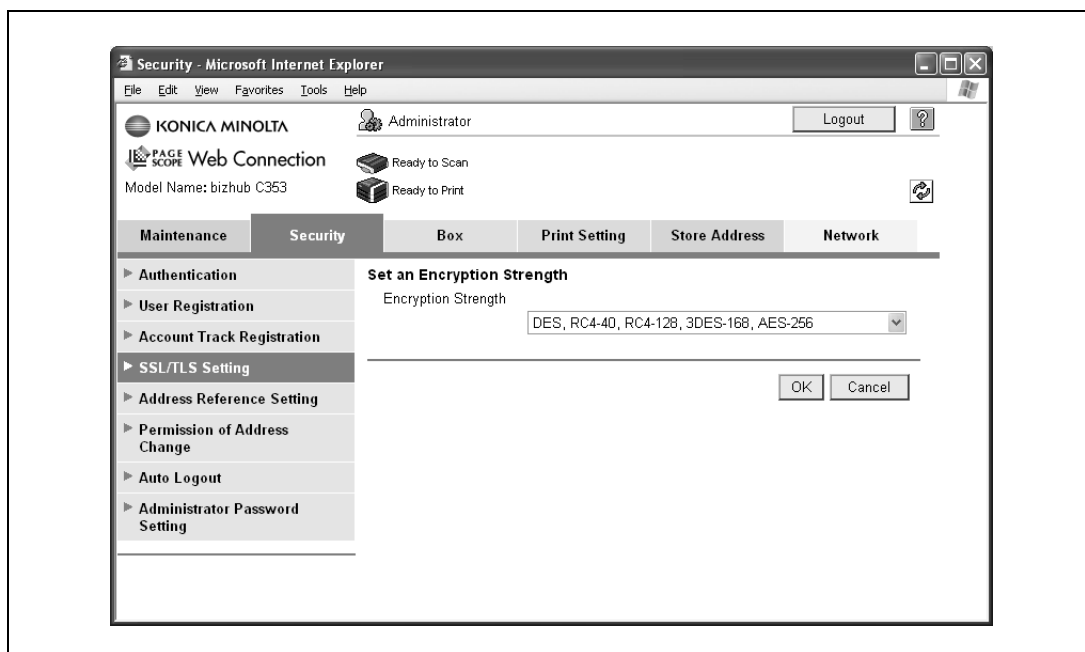 Security - Microsoft Internet Explorer
File Edit View Favorites Tools Help
KONICA MINOLTA
Administrator
Logout
?
PAGE SCOPE Web Connection
Ready to Scan
Model Name: bizhub C353
Ready to Print
Maintenance Security Box Print Setting Store Address Network
Authentication
User Registration
Account Track Registration
SSL/TLS Setting
Address Reference Setting
Permission of Address
Change
Auto Logout
Administrator Password
Setting
Set an Encryption Strength
Encryption Strength
DES, RC4-40, RC4-128, 3DES-168, AES-256
OK Cancel